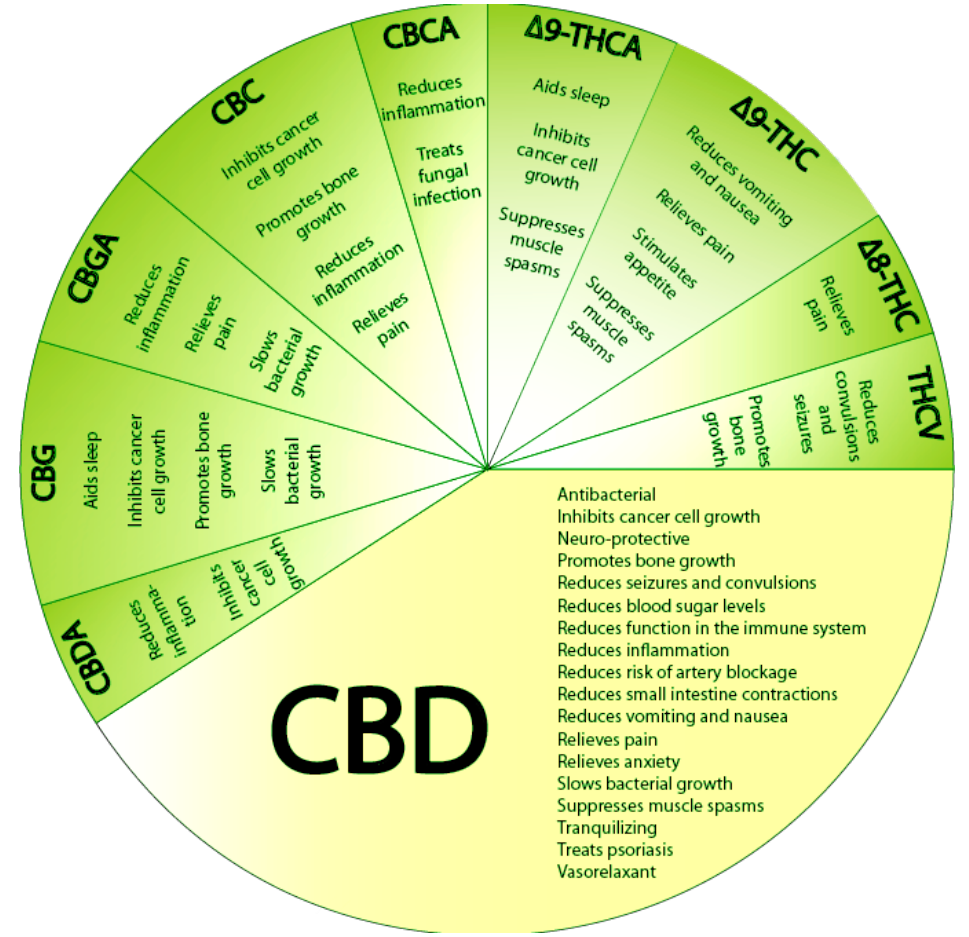 CBCA
Reduces
inflammation
Treats
fungal
infection
Δ9-THCA
Aids sleep
Inhibits
cancer cell
growth
Suppresses
muscle
spasms
Δ9-THC
Reduces vomiting
and nausea
Relieves pain
Stimulates
appetite
Suppresses
muscle
spasms
Δ8-THC
Relieves
pain
THCV
Reduces
convulsions
and
seizures
Promotes
bone
growth
CBD
Antibacterial
Inhibits cancer cell growth
Neuro-protective
Promotes bone growth
Reduces seizures and convulsions
Reduces blood sugar levels
Reduces function in the immune system
Reduces inflammation
Reduces risk of artery blockage
Reduces small intestine contractions
Reduces vomiting and nausea
Relieves pain
Relieves anxiety
Slows bacterial growth
Suppresses muscle spasms
Tranquilizing
Treats psoriasis
Vasorelaxant
CBDA
Reduces
inflamma-
tion
Inhibits
cancer
cell
growth
CBG
Aids sleep
Inhibits cancer
cell growth
Promotes bone
growth
Slows
bacterial
growth
CBGA
Reduces
inflammation
Relieves
pain
Slows
bacterial
growth
CBC
Inhibits cancer
cell growth
Promotes bone
growth
Reduces
inflammation
Relieves
pain